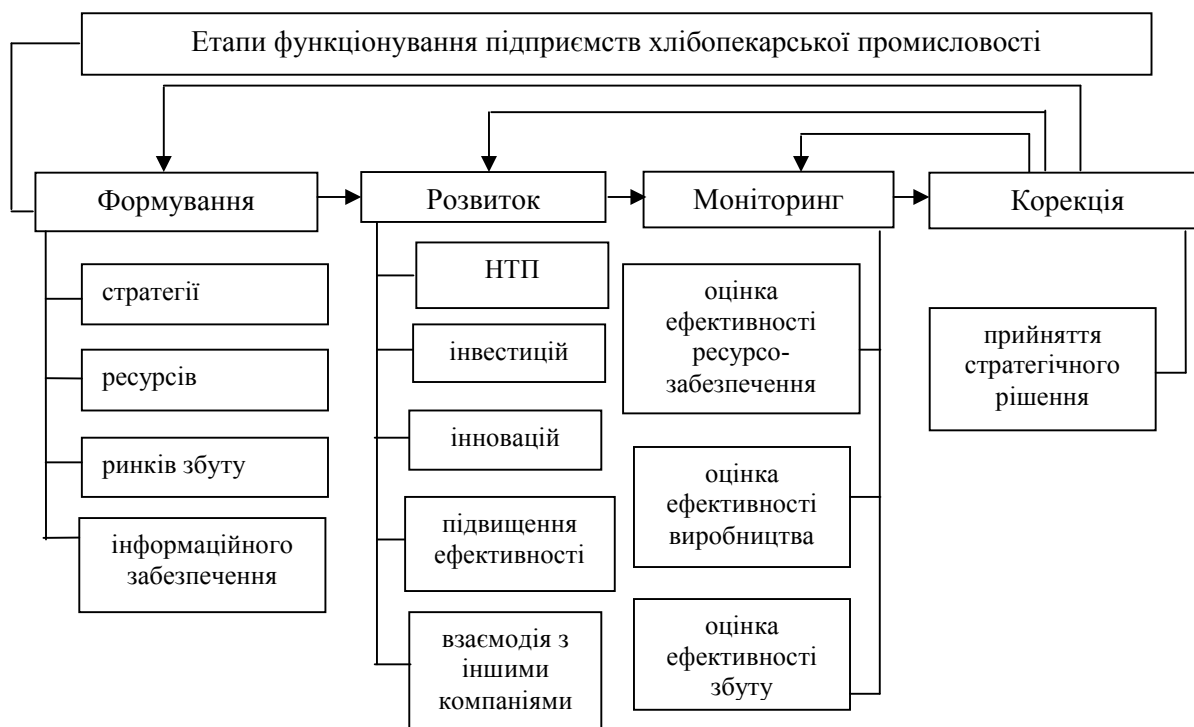 Етапи функціонування підприємств хлібопекарської промисловості
Формування
Розвиток
Моніторинг
Корекція
стратегії
ресурсів
ринків збуту
інформаційного
забезпечення
НТП
інвестицій
інновацій
підвищення
ефективності
взаємодія з
іншими
компаніями
оцінка
ефективності
ресурсо-
забезпечення
оцінка
ефективності
виробництва
оцінка
ефективності
збуту
прийняття
стратегічного
рішення